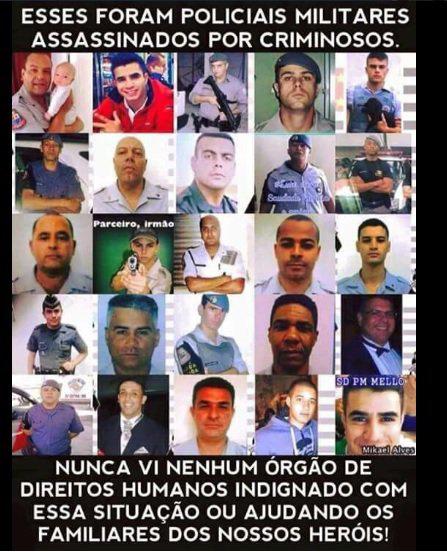 ESSES FORAM POLICIAIS MILITARES
ASSASSINADOS POR CRIMINOSOS.
Saudade
Parceiro, irmão
SD PM MELLO
Mikael Alves
NUNCA VI NENHUM ÓRGÃO DE
DIREITOS HUMANOS INDIGNADO COM
ESSA SITUAÇÃO OU AJUDANDO OS
FAMILIARES DOS NOSSOS HERÓIS!